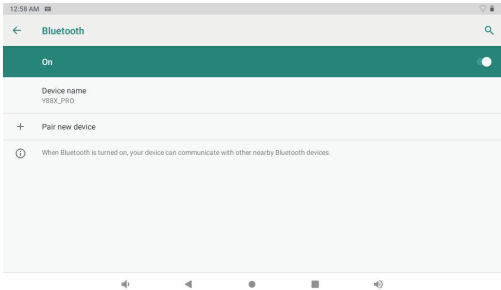 12:58 AM
Bluetooth
On
Device name
Y88X_PRO
Pair new device
When Bluetooth is turned on, your device can communicate with other nearby Bluetooth devices.